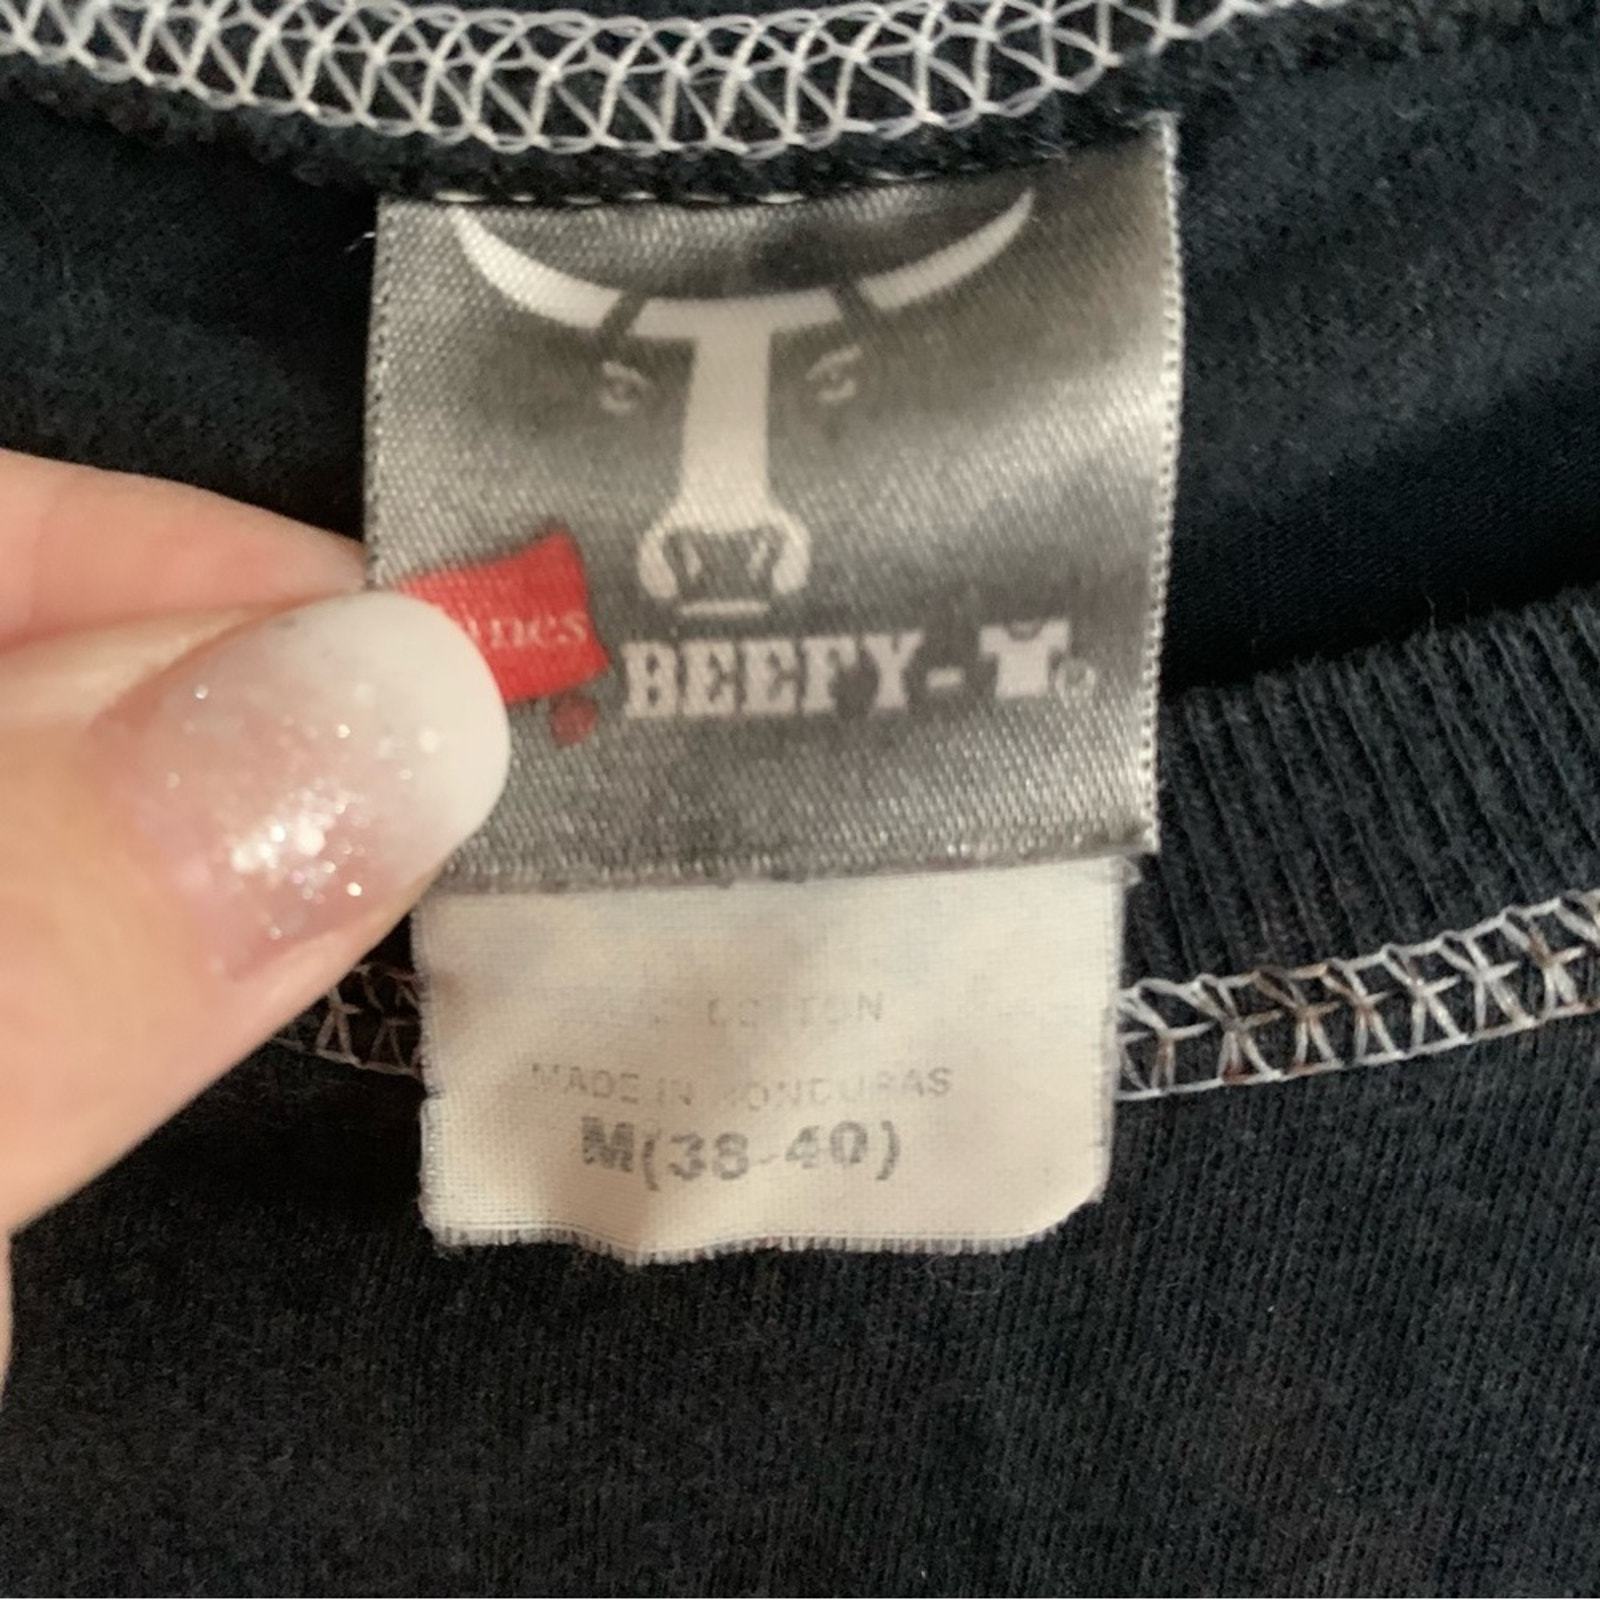 BEEFY-
COTTON
MADE IN HONDURAS
M(38-40)